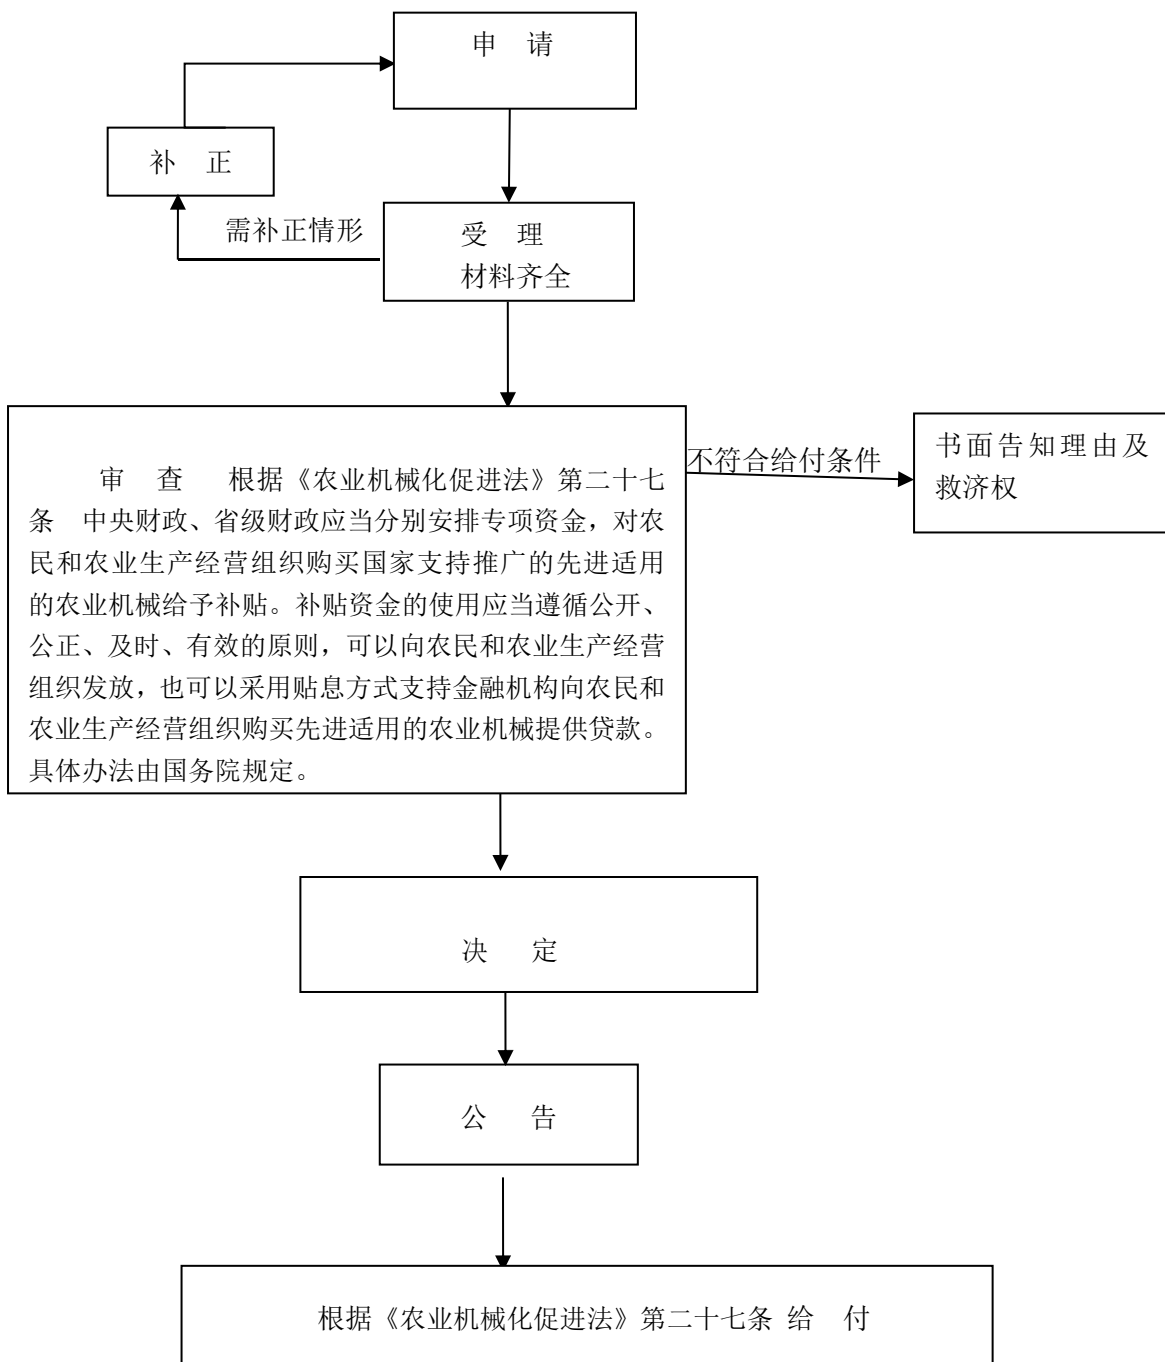 申 请
补 正
需补正情形
受 理
材料齐全
审 查 根据《农业机械化促进法》第二十七
条 中央财政、省级财政应当分别安排专项资金，对农
民和农业生产经营组织购买国家支持推广的先进适用
的农业机械给予补贴。补贴资金的使用应当遵循公开、
公正、及时、有效的原则，可以向农民和农业生产经营
组织发放，也可以采用贴息方式支持金融机构向农民和
农业生产经营组织购买先进适用的农业机械提供贷款。
具体办法由国务院规定。
不符合给付条件
书面告知理由及
救济权
决 定
公 告
根据《农业机械化促进法》第二十七条 给 付